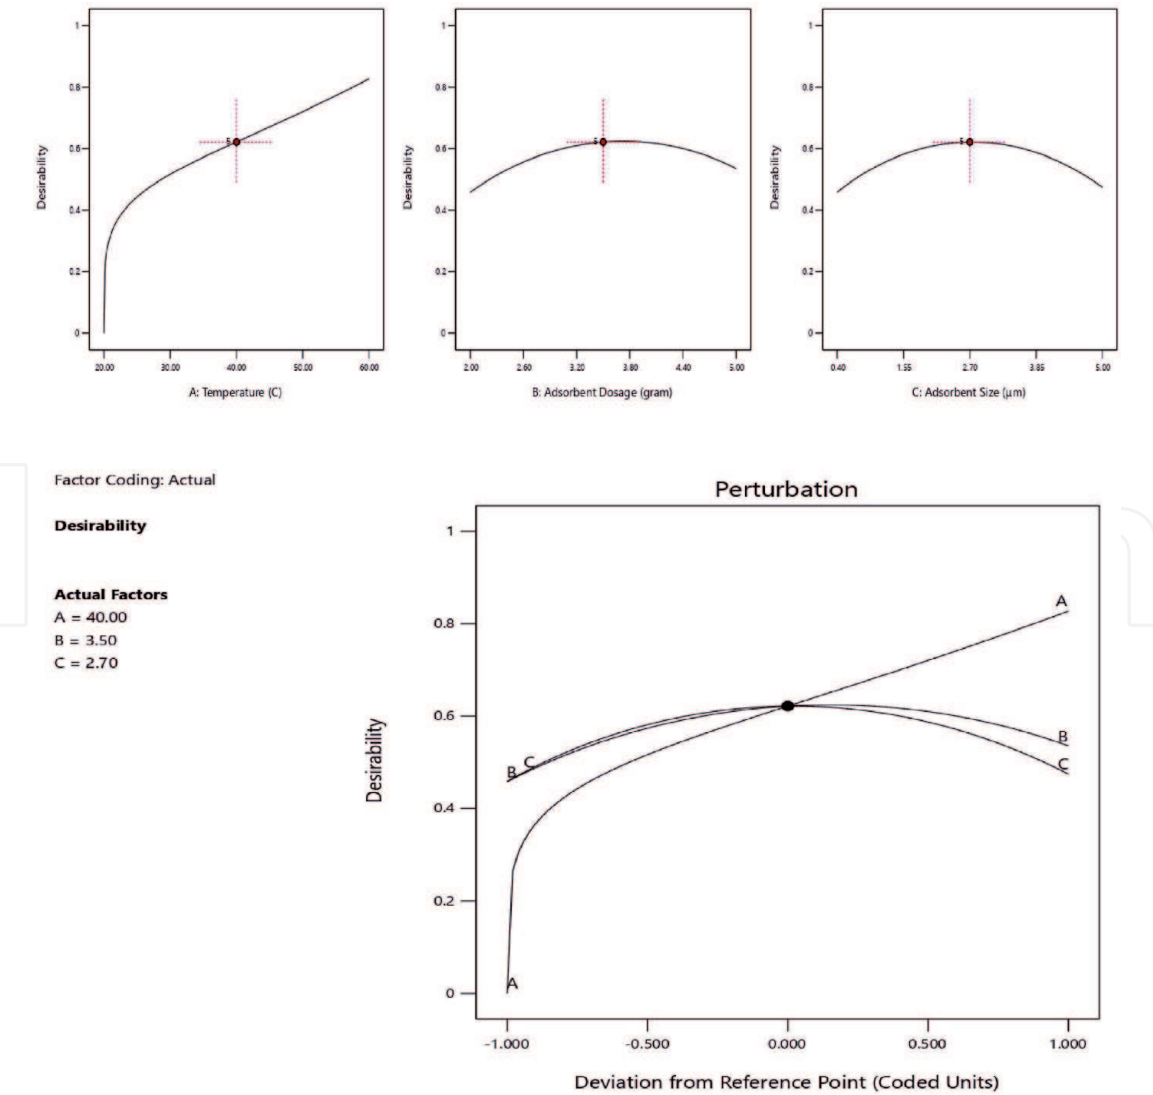 1
0.8
0.6
0.4
0.2
0
Desirability
5
20.00 30.00 40.00 50.00 60.00
A: Temperature (C)
1
0.8
0.6
0.4
0.2
0
Desirability
5
2.00 2.60 3.20 3.80 4.40 5.00
B: Adsorbent Dosage (gram)
1
0.8
0.6
0.4
0.2
0
Desirability
5
0.40 1.55 2.70 3.85 5.00
C: Adsorbent Size (µm)
Factor Coding: Actual
Desirability
Actual Factors
A = 40.00
B = 3.50
C = 2.70
Perturbation
1
0.8
0.6
0.4
0.2
0
Desirability
A
B
C
B
C
A
-1.000 -0.500 0.000 0.500 1.000
Deviation from Reference Point (Coded Units)